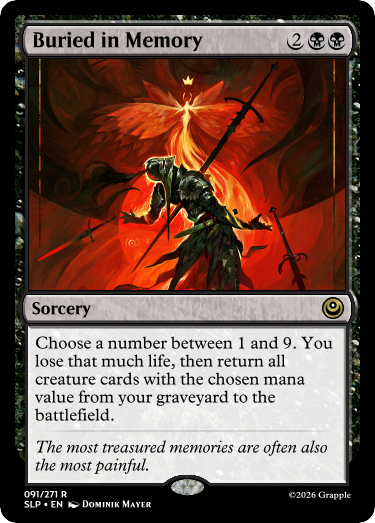 Buried in Memory 2
Sorcery
Choose a number between 1 and 9. You
lose that much life, then return all
creature cards with the chosen mana
value from your graveyard to the
battlefield.
The most treasured memories are often also
the most painful.
091/271 R
SLP • EN Dominik Mayer
©2026 Grapple